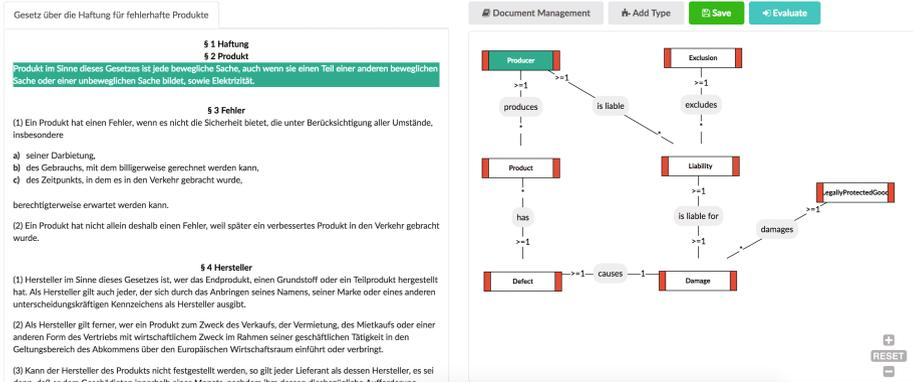 Gesetz über die Haftung für fehlerhafte Produkte
§ 1 Haftung
§ 2 Produkt
Produkt im Sinne dieses Gesetzes ist jede bewegliche Sache, auch wenn sie einen Teil einer anderen beweglichen
Sache oder einer unbeweglichen Sache bildet, sowie Elektrizität.
§ 3 Fehler
(1) Ein Produkt hat einen Fehler, wenn es nicht die Sicherheit bietet, die unter Berücksichtigung aller Umstände,
insbesondere
a) seiner Darbietung,
b) des Gebrauchs, mit dem billigerweise gerechnet werden kann,
c) des Zeitpunkts, in dem es in den Verkehr gebracht wurde,
berechtigterweise erwartet werden kann.
(2) Ein Produkt hat nicht allein deshalb einen Fehler, weil später ein verbessertes Produkt in den Verkehr gebracht
wurde.
§ 4 Hersteller
(1) Hersteller im Sinne dieses Gesetzes ist, wer das Endprodukt, einen Grundstoff oder ein Teilprodukt hergestellt
hat. Als Hersteller gilt auch jeder, der sich durch das Anbringen seines Namens, seiner Marke oder eines anderen
unterscheidungskräftigen Kennzeichens als Hersteller ausgibt.
(2) Als Hersteller gilt ferner, wer ein Produkt zum Zweck des Verkaufs, der Vermietung, des Mietkaufs oder einer
anderen Form des Vertriebs mit wirtschaftlichem Zweck im Rahmen seiner geschäftlichen Tätigkeit in den
Geltungsbereich des Abkommens über den Europäischen Wirtschaftsraum einführt oder verbringt.
(3) Kann der Hersteller des Produkts nicht festgestellt werden, so gilt jeder Lieferant als dessen Hersteller, es sei
Document Management
Add Type
Save
Evaluate
Producer
Exclusion
>=1
>=1
>=1
produces
is liable
excludes
*
*
*
Product
Liability
*
>=1
egallyProtectedGood
>=1
has
is liable for
damages
>=1
>=1
*
Defect
>=1
causes
1
Damage
RESET